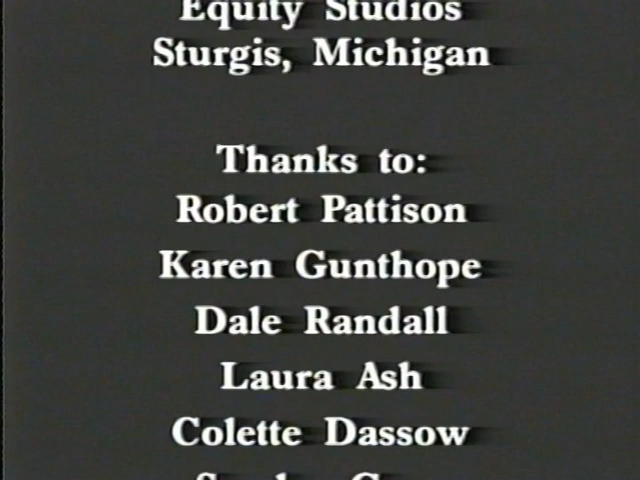 Equity Studios
Sturgis, Michigan
Thanks to:
Robert Pattison
Karen Gunthope
Dale Randall
Laura Ash
Colette Dassow